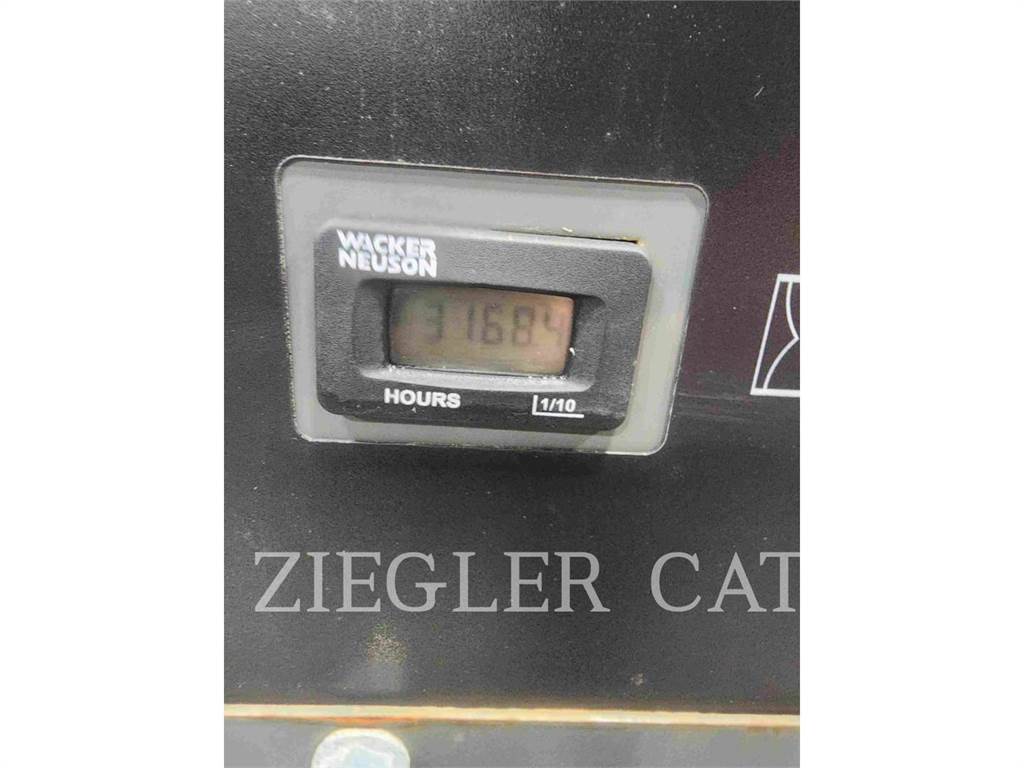 WACKER
NEUSON
31684
HOURS 1/10
ZIEGLER CAT